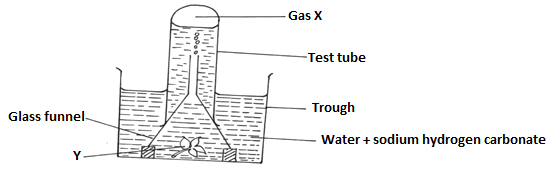 Gas X
Test tube
Trough
Glass funnel
Water + sodium hydrogen carbonate
Y